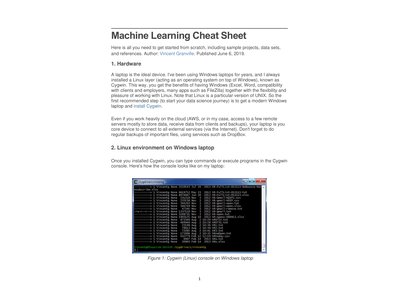 Machine Learning Cheat Sheet
Here is all you need to get started from scratch, including sample projects, data sets,
and references. Author: Vincent Granville. Published June 6, 2019.
1. Hardware
A laptop is the ideal device. I've been using Windows laptops for years, and I always
installed a Linux layer (acting as an operating system on top of Windows), known as
Cygwin. This way, you get the benefits of having Windows (Excel, Word, compatibility
with clients and employers, many apps such as FileZilla) together with the flexibility and
pleasure of working with Linux. Note that Linux is a particular version of UNIX. So the
first recommended step (to start your data science journey) is to get a modern Windows
laptop and install Cygwin.
Even if you work heavily on the cloud (AWS, or in my case, access to a few remote
servers mostly to store data, receive data from clients and backups), your laptop is you
core device to connect to all external services (via the Internet). Don't forget to do
regular backups of important files, using services such as DropBox.
2. Linux environment on Windows laptop
Once you installed Cygwin, you can type commands or execute programs in the Cygwin
console. Here's how the console looks like on my laptop:
Figure 1: Cygwin (Linux) console on Windows laptop
1